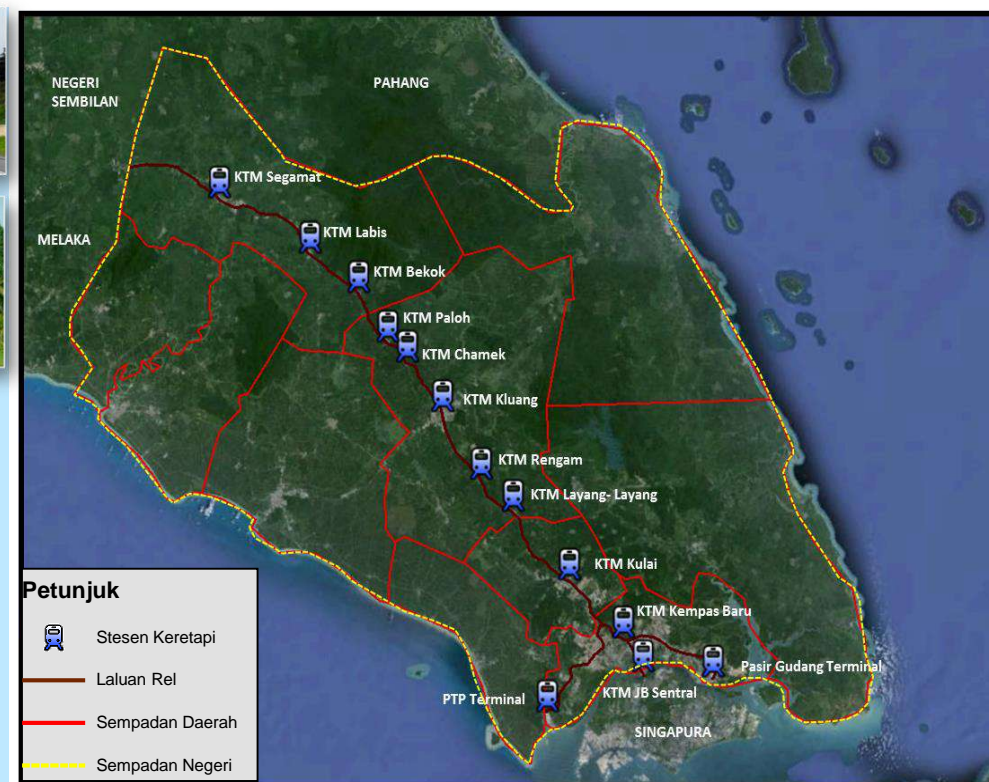 NEGERI
SEMBILAN
PAHANG
KTM Segamat
MELAKA
KTM Labis
KTM Bekok
KTM Paloh
KTM Chamek
KTM Kluang
KTM Rengam
KTM Layang- Layang
KTM Kulai
KTM Kempas Baru
Pasir Gudang Terminal
KTM JB Sentral
PTP Terminal
SINGAPURA
Petunjuk
Stesen Keretapi
Laluan Rel
Sempadan Daerah
Sempadan Negeri